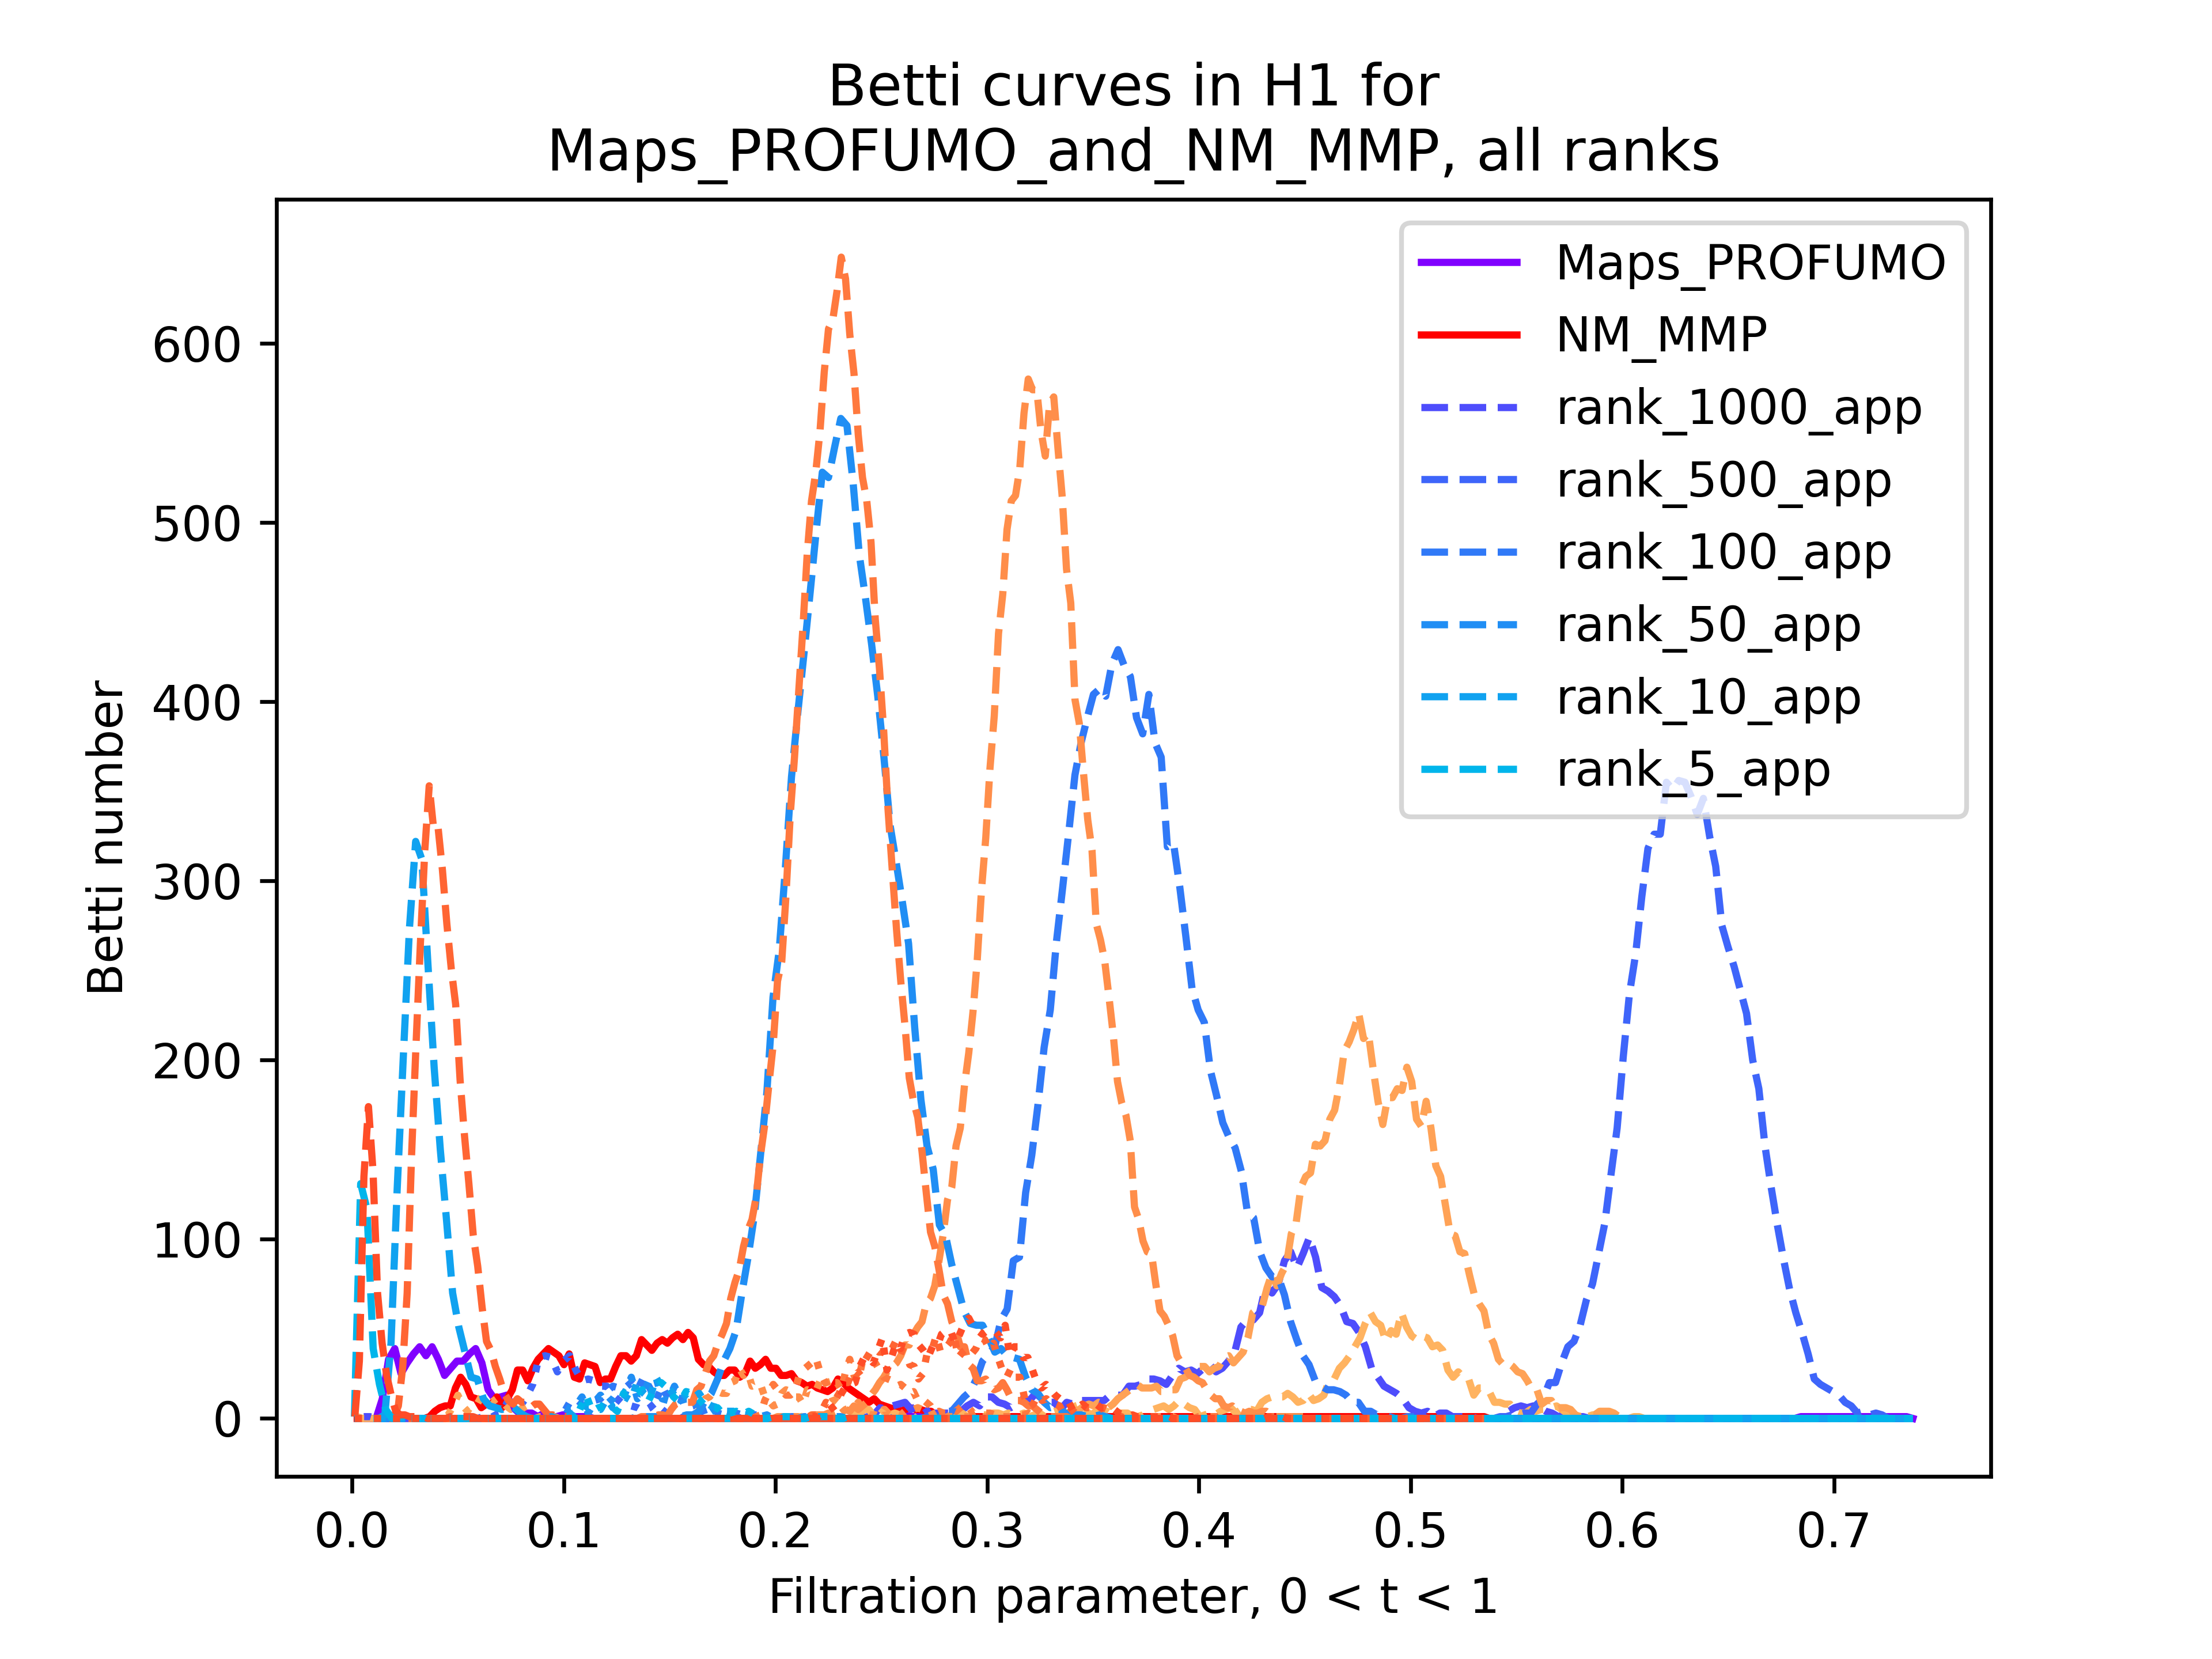 Betti curves in H1 for
Maps_PROFUMO_and_NM_MMP, all ranks
Betti number
600
500
400
300
200
100
0
Maps_PROFUMO
NM_MMP
rank_1000_app
rank_500_app
rank_100_app
rank_50_app
rank_10_app
rank_5_app
0.0 0.1 0.2 0.3 0.4 0.5 0.6 0.7
Filtration parameter, 0 < t < 1